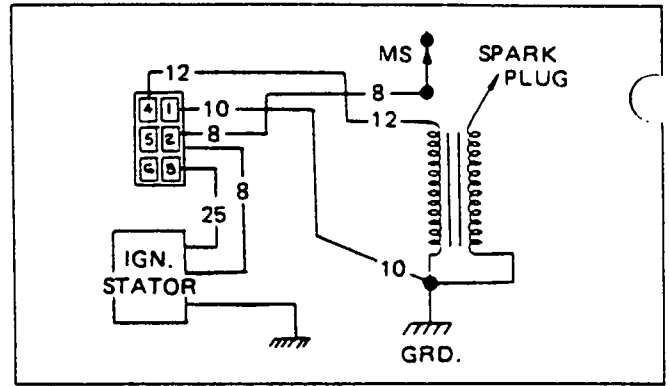 MS
SPARK
PLUG
12
8
4 1
10
12
5 2
8
6 3
8
25
IGN.
STATOR
10
GRD.